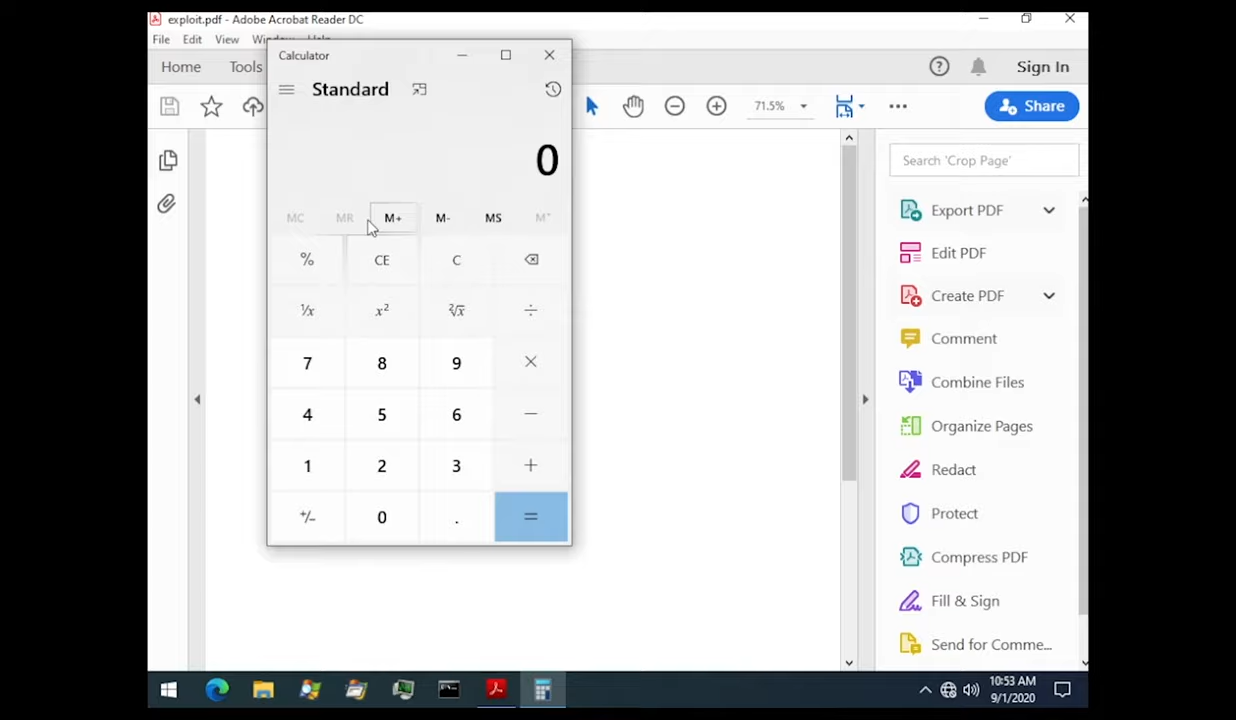 exploit.pdf - Adobe Acrobat Reader DC
File Edit View Window Help
Calculator
Home Tools
Sign In
Standard
71.5%
Share
0
Search 'Crop Page'
MC MR M+ M- MS M˅
Export PDF
Edit PDF
% CE C
Create PDF
¹/x x² ²√x ÷
Comment
7 8 9 ×
Combine Files
4 5 6 −
Organize Pages
1 2 3 +
Redact
+/− 0 . =
Protect
Compress PDF
Fill & Sign
Send for Comme...
10:53 AM
9/1/2020